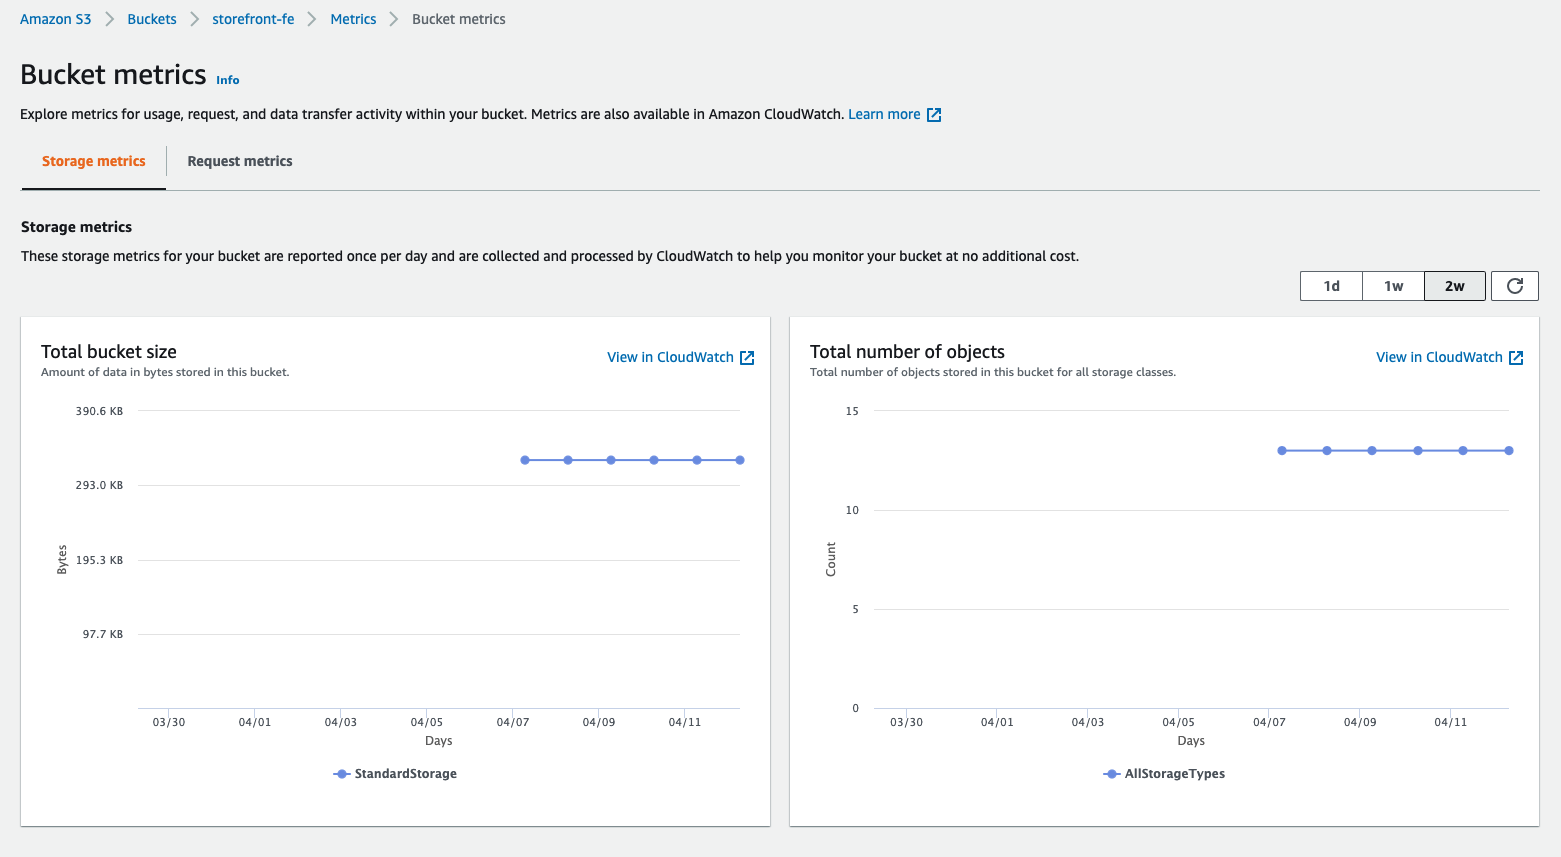 Amazon S3 > Buckets > storefront-fe > Metrics > Bucket metrics
Bucket metrics Info
Explore metrics for usage, request, and data transfer activity within your bucket. Metrics are also available in Amazon CloudWatch. Learn more
Storage metrics
Request metrics
Storage metrics
These storage metrics for your bucket are reported once per day and are collected and processed by CloudWatch to help you monitor your bucket at no additional cost.
1d 1w 2w
Total bucket size
View in CloudWatch
Amount of data in bytes stored in this bucket.
390.6 KB
293.0 KB
195.3 KB
97.7 KB
Bytes
03/30 04/01 04/03 04/05 04/07 04/09 04/11
Days
StandardStorage
Total number of objects
View in CloudWatch
Total number of objects stored in this bucket for all storage classes.
15
10
5
0
Count
03/30 04/01 04/03 04/05 04/07 04/09 04/11
Days
AllStorageTypes